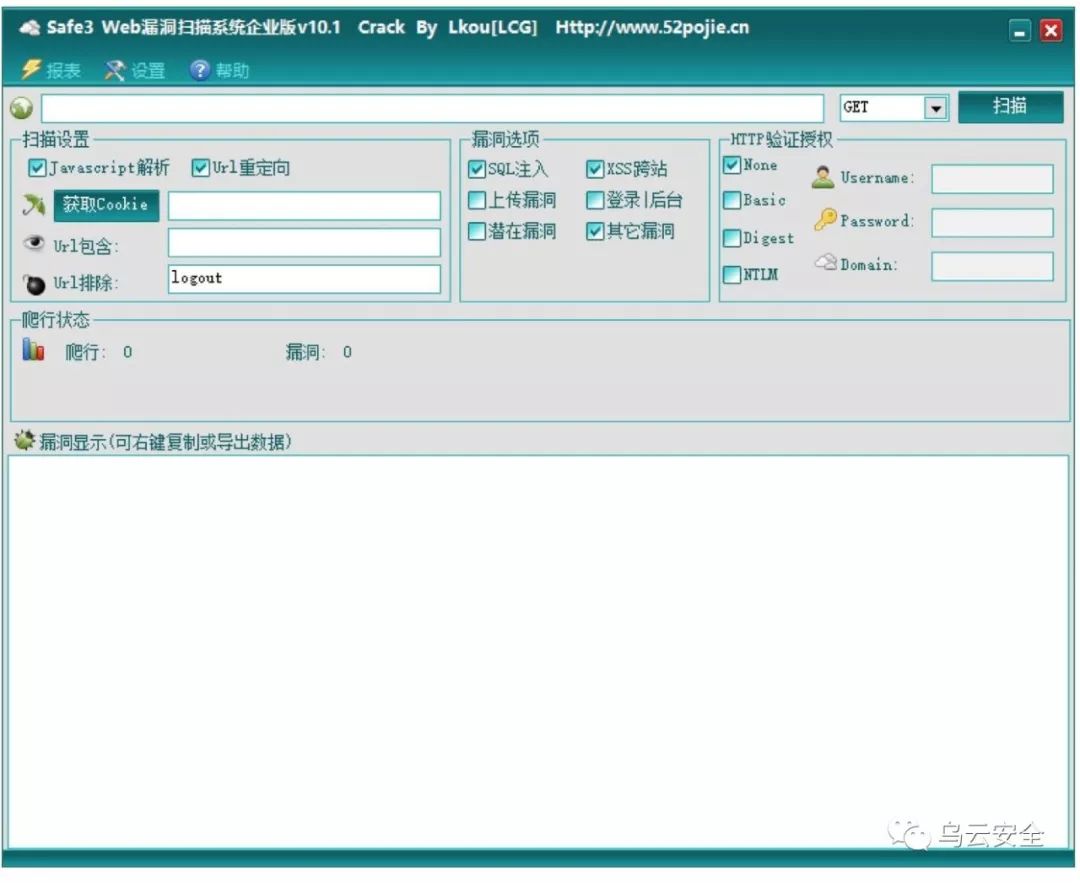 Safe3 Web漏洞扫描系统企业版v10.1 Crack By Lkou[LCG] Http://www.52pojie.cn
报表 设置 帮助
GET 扫描
扫描设置 漏洞选项 HTTP验证授权
Javascript解析 Url重定向 SQL注入 XSS跨站 None Username:
获取Cookie 上传漏洞 登录|后台 Basic
Url包含: 潜在漏洞 其它漏洞 Digest Password:
Url排除: logout NTLM Domain:
爬行状态
爬行: 0 漏洞: 0
漏洞显示(可右键复制或导出数据)
乌云安全